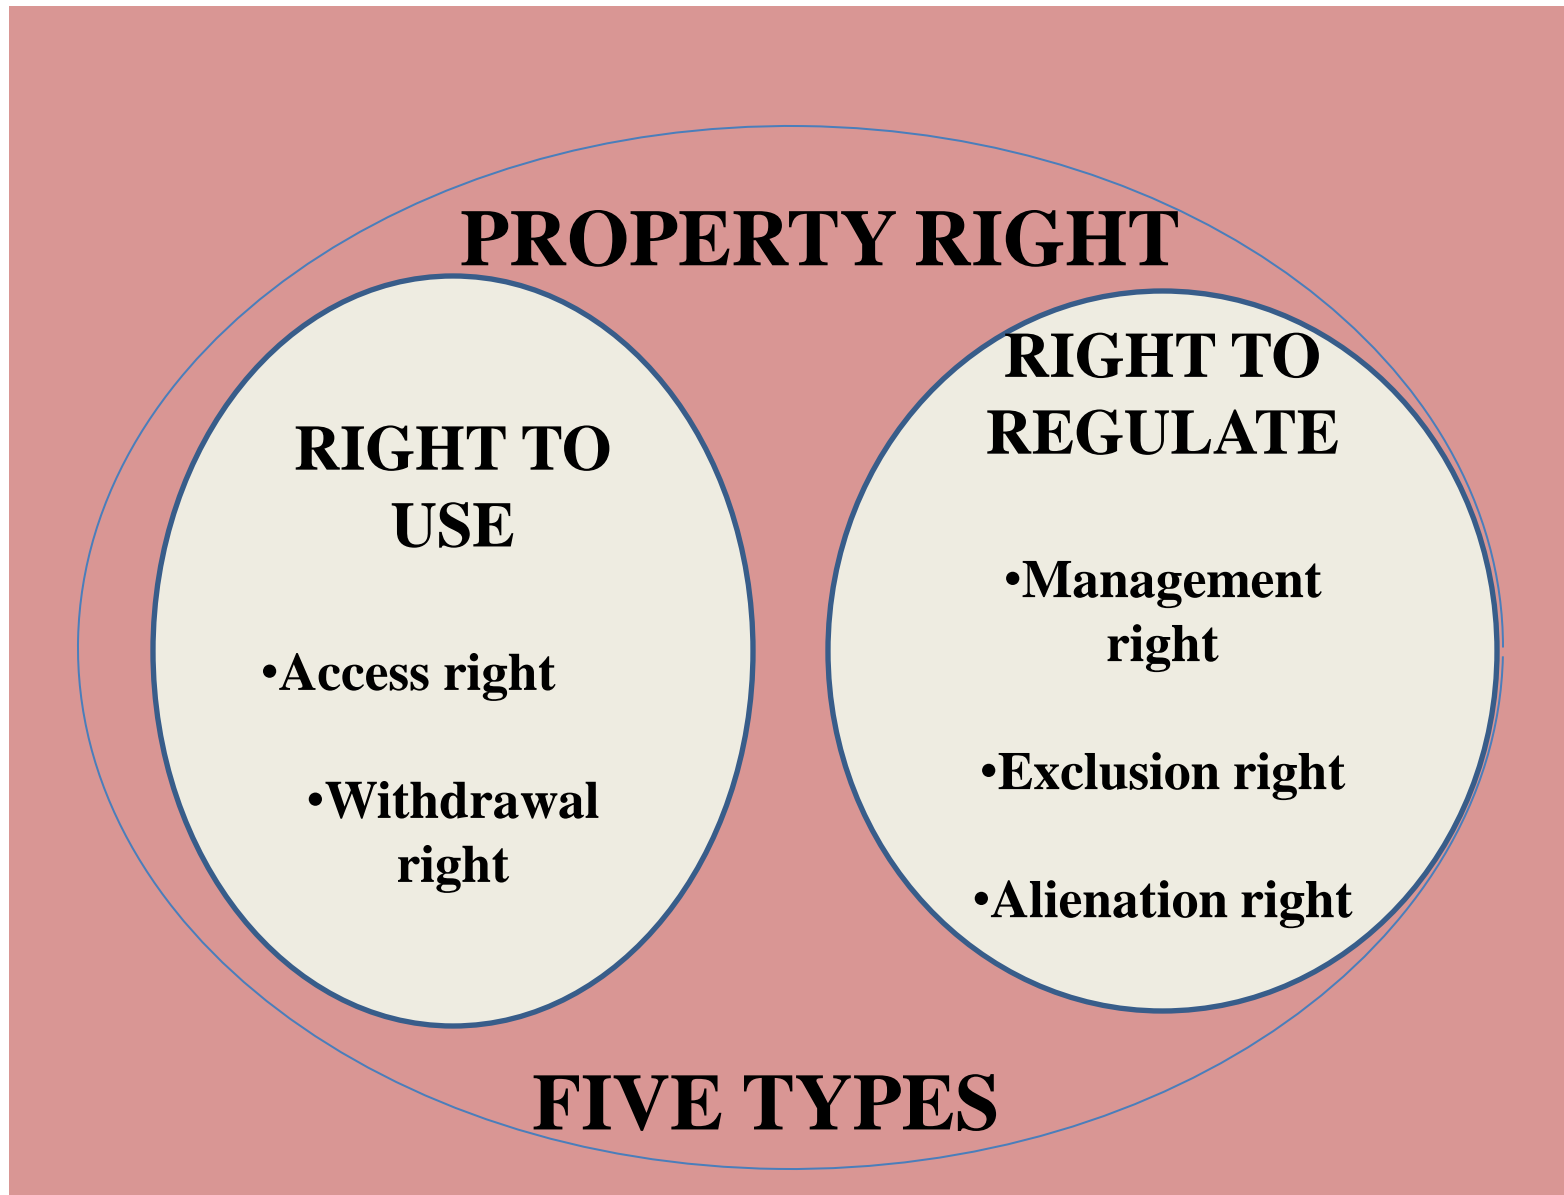 PROPERTY RIGHT
RIGHT TO
USE
•Access right
•Withdrawal
right
RIGHT TO
REGULATE
•Management
right
•Exclusion right
•Alienation right
FIVE TYPES